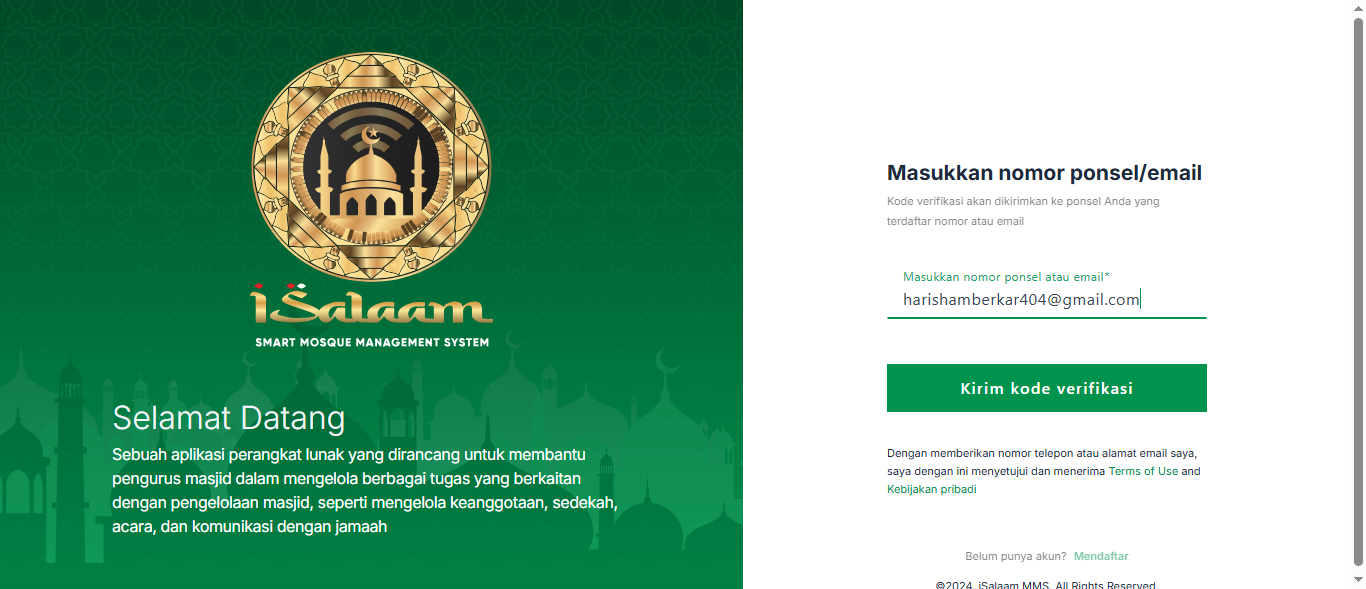 iSalaam
SMART MOSQUE MANAGEMENT SYSTEM
Selamat Datang
Sebuah aplikasi perangkat lunak yang dirancang untuk membantu
pengurus masjid dalam mengelola berbagai tugas yang berkaitan
dengan pengelolaan masjid, seperti mengelola keanggotaan, sedekah,
acara, dan komunikasi dengan jamaah
Masukkan nomor ponsel/email
Kode verifikasi akan dikirimkan ke ponsel Anda yang
terdaftar nomor atau email
Masukkan nomor ponsel atau email*
harishamberkar404@gmail.com
Kirim kode verifikasi
Dengan memberikan nomor telepon atau alamat email saya,
saya dengan ini menyetujui dan menerima Terms of Use and
Kebijakan pribadi
Belum punya akun? Mendaftar
©2024, iSalaam MMS. All Rights Reserved.